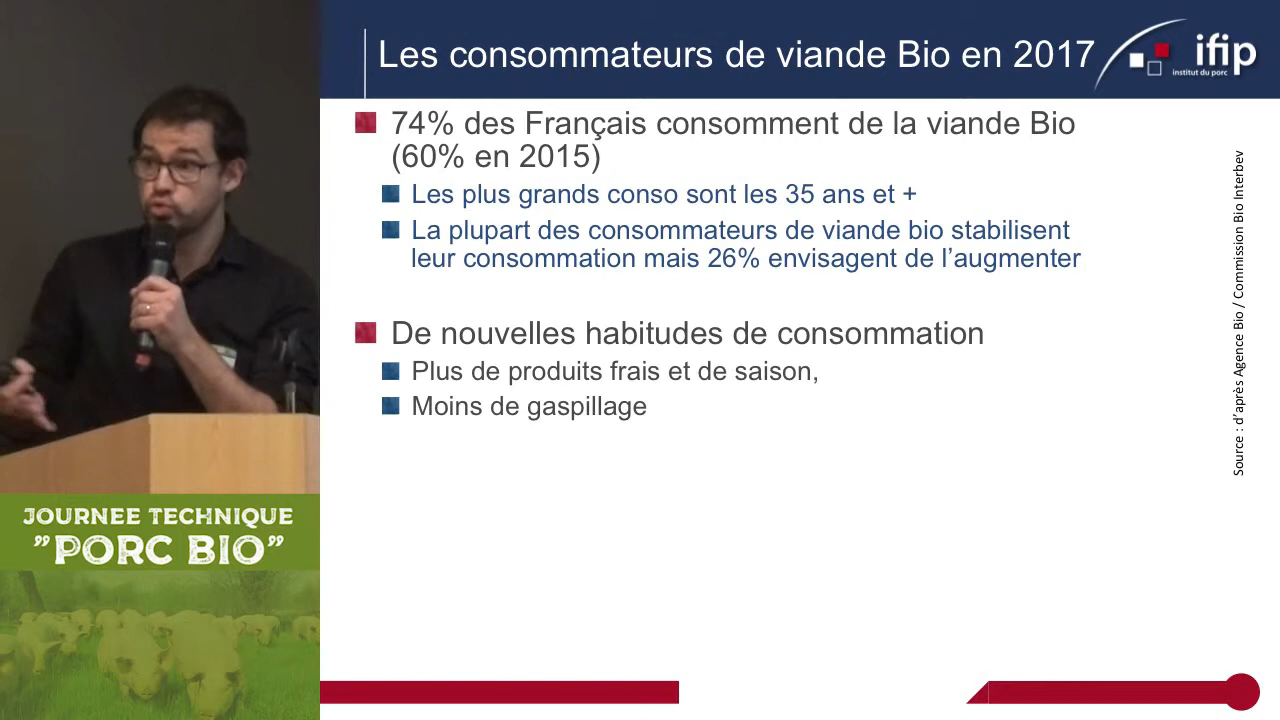 Les consommateurs de viande Bio en 2017
ifip
institut du porc
74% des Français consomment de la viande Bio
(60% en 2015)
Les plus grands conso sont les 35 ans et +
La plupart des consommateurs de viande bio stabilisent
leur consommation mais 26% envisagent de l’augmenter
De nouvelles habitudes de consommation
Plus de produits frais et de saison,
Moins de gaspillage
Source : d’après Agence Bio / Commission Bio Interbev
JOURNEE TECHNIQUE
”PORC BIO”